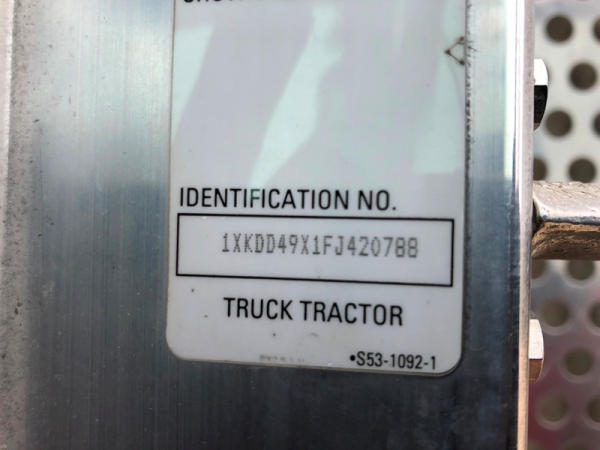 IDENTIFICATION NO.
1XKDD49X1FJ420788
TRUCK TRACTOR
•S53-1092-1